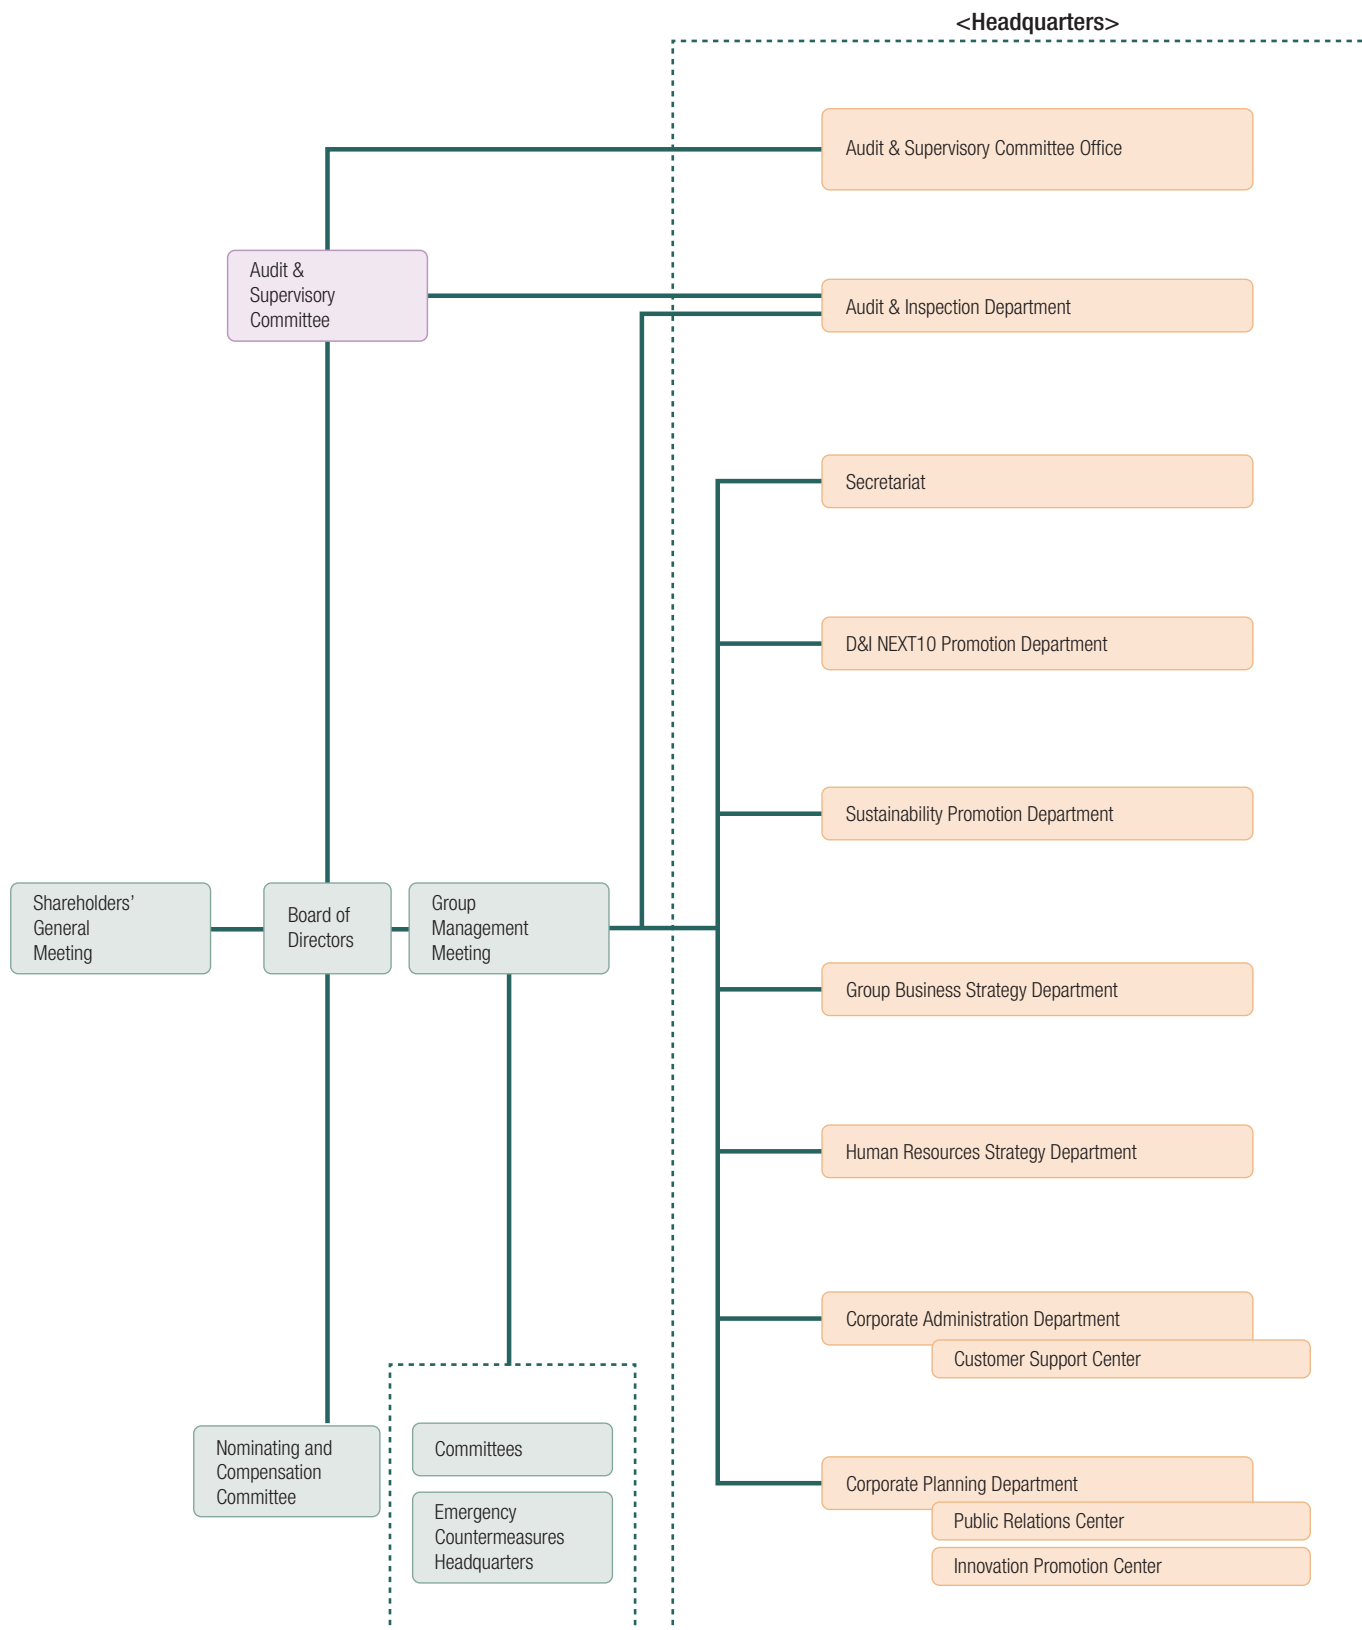 <Headquarters>
Audit & Supervisory Committee Office
Audit &
Supervisory
Committee
Audit & Inspection Department
Secretariat
D&I NEXT10 Promotion Department
Sustainability Promotion Department
Shareholders’
General
Meeting
Board of
Directors
Group
Management
Meeting
Group Business Strategy Department
Human Resources Strategy Department
Corporate Administration Department
Customer Support Center
Nominating and
Compensation
Committee
Committees
Emergency
Countermeasures
Headquarters
Corporate Planning Department
Public Relations Center
Innovation Promotion Center